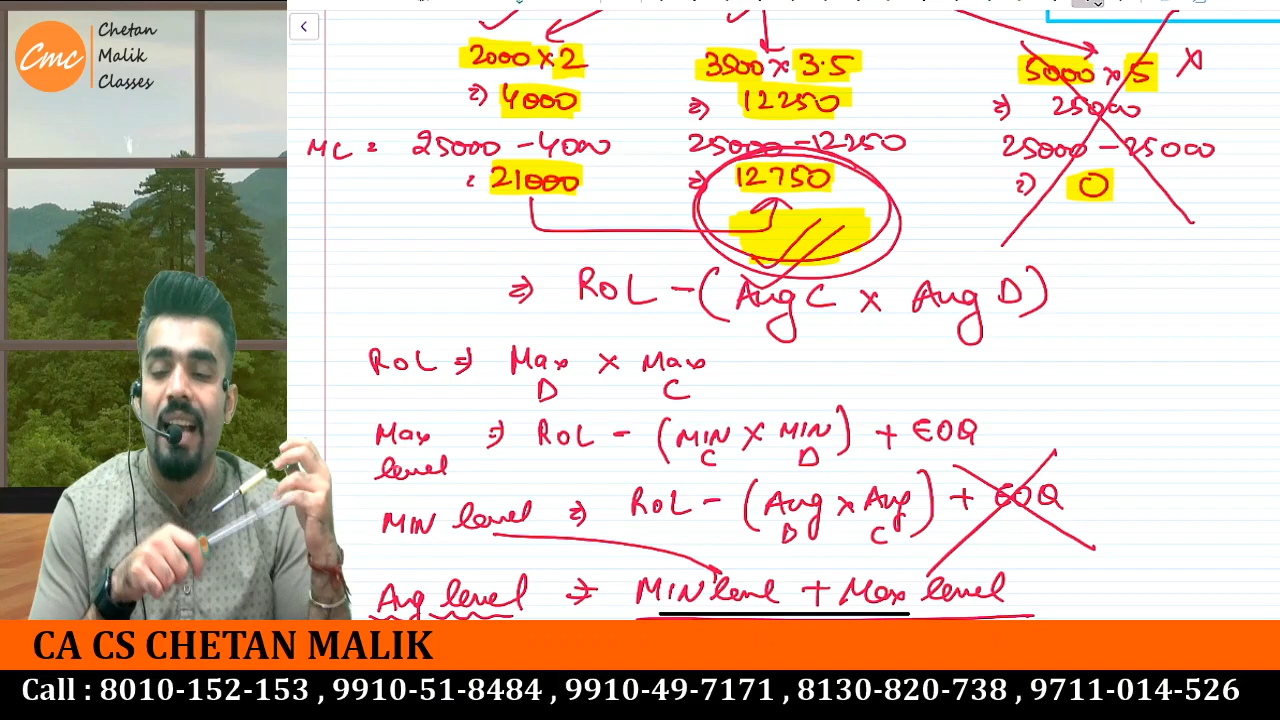 Cmc
Chetan
Malik
Classes
2000 × 2 3500 × 3.5 5000 × 5 ×
⇒ 4000 ⇒ 12250 ⇒ 25000
ML = 25000 - 4000 25000 - 12250 25000 - 25000
: 21000 ⇒ 12750 ⇒ 0
⇒ ROL - (Avg C × Avg D)
ROL ⇒ Max × Max
D C
Max ⇒ ROL - (MIN × MIN) + EOQ
level C D
MIN level ⇒ ROL - (Avg × Avg) + EOQ
D C
Avg level ⇒ MIN level + Max level
CA CS CHETAN MALIK
Call : 8010-152-153 , 9910-51-8484 , 9910-49-7171 , 8130-820-738 , 9711-014-526